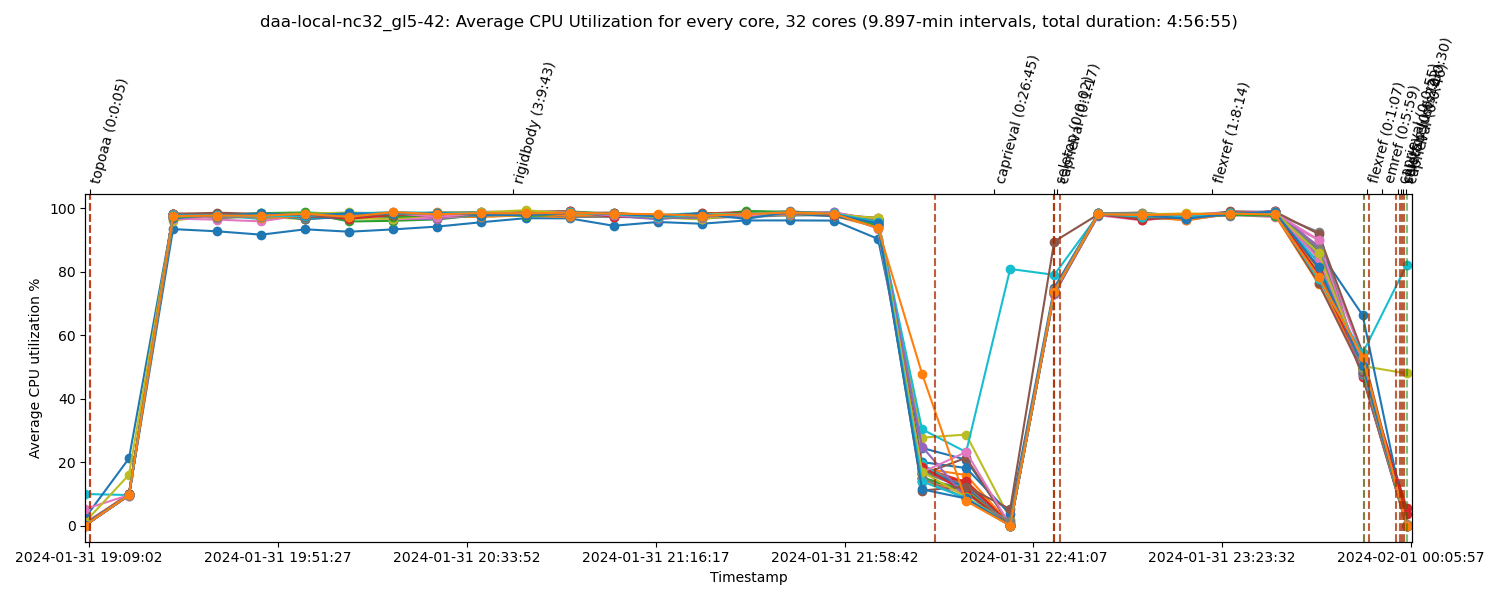 daa-local-nc32_gl5-42: Average CPU Utilization for every core, 32 cores (9.897-min intervals, total duration: 4:56:55)
topoaa (0:0:05)
rigidbody (3:9:43)
caprieval (0:26:45)
caprieval (0:1:17)
flexref (1:8:14)
flexref (0:1:07)
emref (0:5:59)
100
80
60
40
20
0
Average CPU utilization %
2024-01-31 19:09:02
2024-01-31 19:51:27
2024-01-31 20:33:52
2024-01-31 21:16:17
2024-01-31 21:58:42
2024-01-31 22:41:07
2024-01-31 23:23:32
2024-02-01 00:05:57
Timestamp